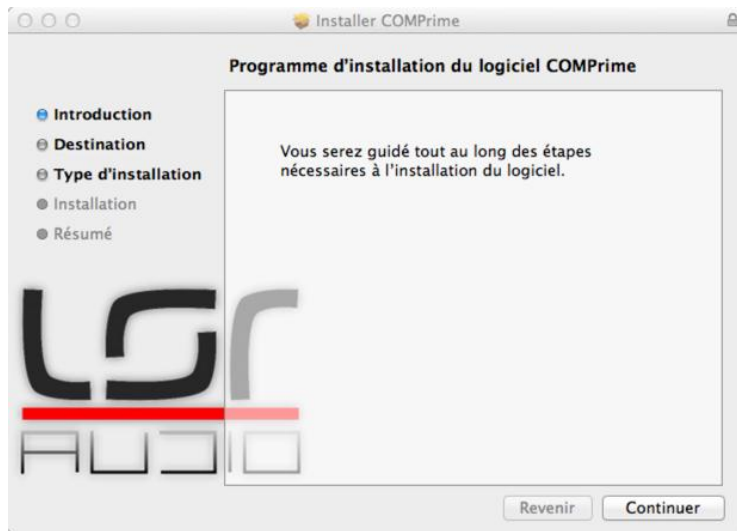 Installer COMPrime
Programme d'installation du logiciel COMPrime
Introduction
Destination
Type d'installation
Installation
Résumé
Vous serez guidé tout au long des étapes
nécessaires à l'installation du logiciel.
lsr
AUDIO
Revenir
Continuer